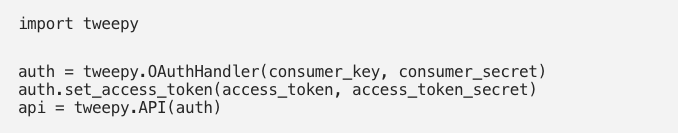 import tweepy
auth = tweepy.OAuthHandler(consumer_key, consumer_secret)
auth.set_access_token(access_token, access_token_secret)
api = tweepy.API(auth)